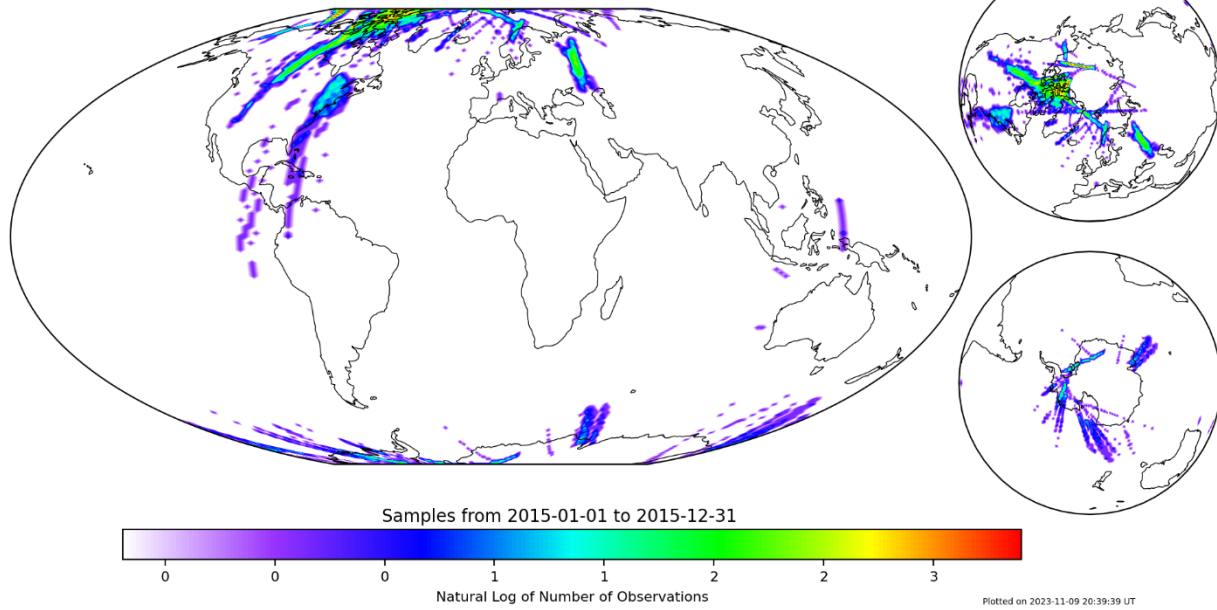 Samples from 2015-01-01 to 2015-12-31
0 0 0 1 1 2 2 3
Natural Log of Number of Observations
Plotted on 2023-11-09 20:39:39 UT